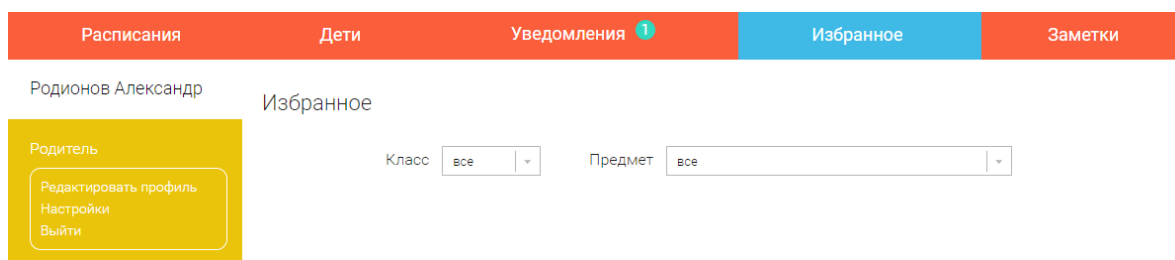 Расписания Дети Уведомления 1 Избранное Заметки
Родионов Александр
Избранное
Родитель
Класс все Предмет все
Редактировать профиль
Настройки
Выйти